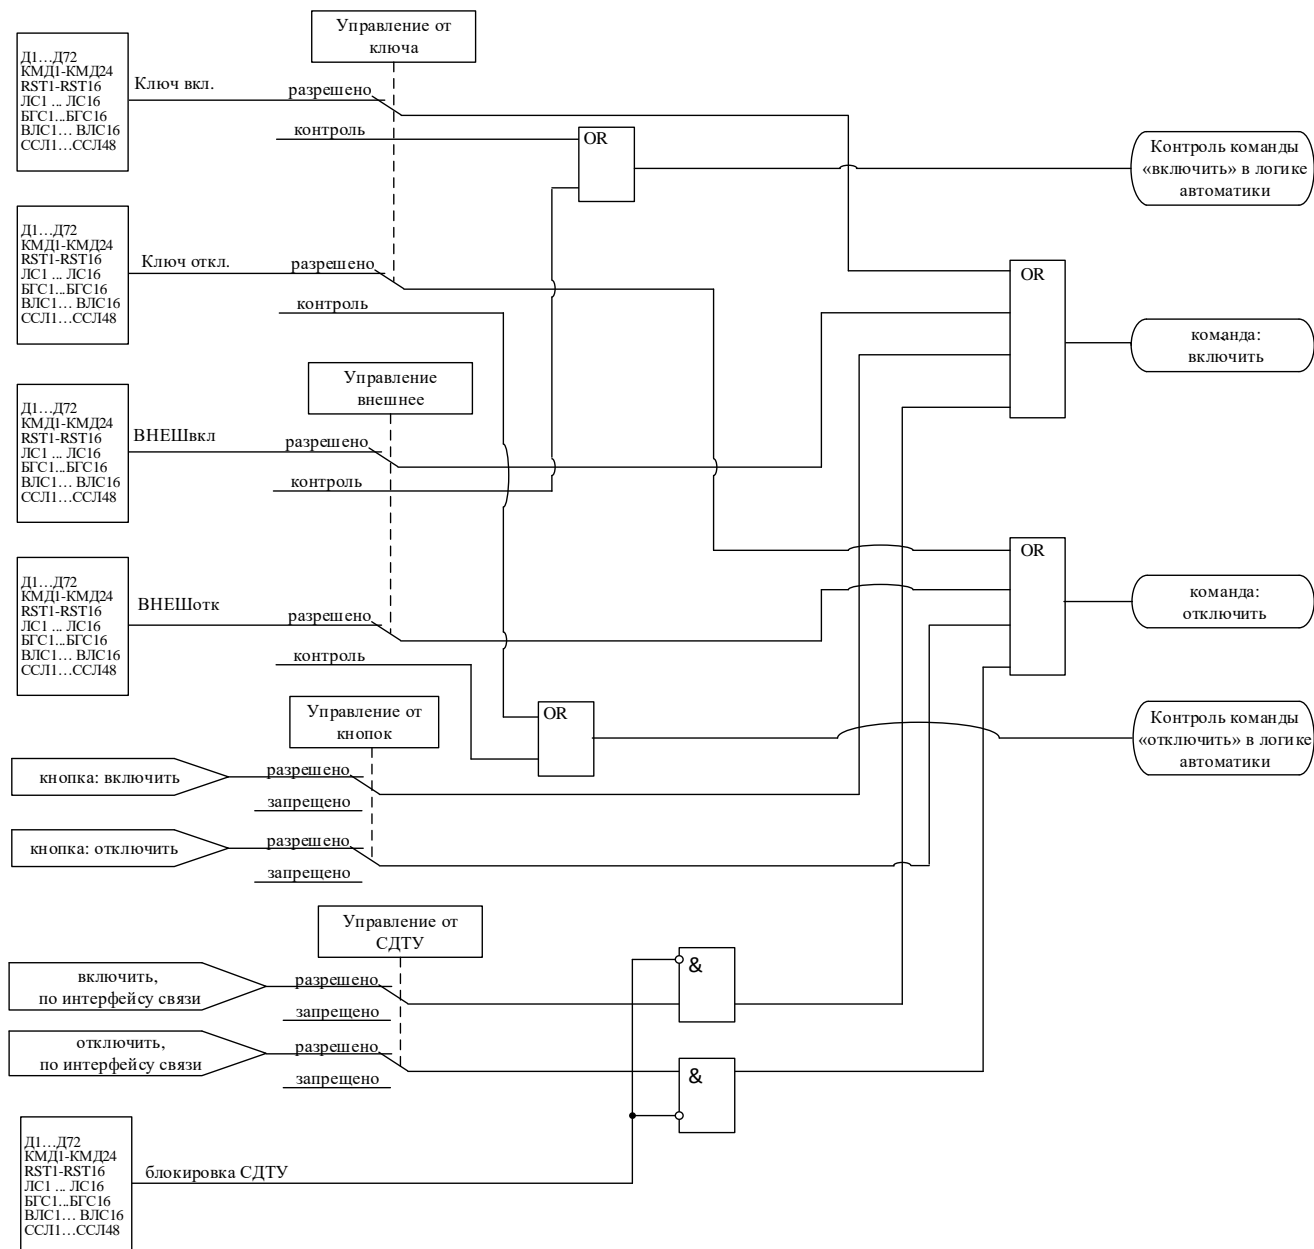 Управление от
ключа
Д1…Д72
КМД1-КМД24
RST1-RST16
ЛС1 ... ЛС16
БГС1...БГС16
ВЛС1… ВЛС16
ССЛ1…ССЛ48
Ключ вкл.
разрешено
контроль
OR
Контроль команды
«включить» в логике
автоматики
Д1…Д72
КМД1-КМД24
RST1-RST16
ЛС1 ... ЛС16
БГС1...БГС16
ВЛС1… ВЛС16
ССЛ1…ССЛ48
Ключ откл.
разрешено
контроль
OR
команда:
включить
Управление
внешнее
Д1…Д72
КМД1-КМД24
RST1-RST16
ЛС1 ... ЛС16
БГС1...БГС16
ВЛС1… ВЛС16
ССЛ1…ССЛ48
ВНЕШвкл
разрешено
контроль
OR
команда:
отключить
Д1…Д72
КМД1-КМД24
RST1-RST16
ЛС1 ... ЛС16
БГС1...БГС16
ВЛС1… ВЛС16
ССЛ1…ССЛ48
ВНЕШотк
разрешено
контроль
OR
Контроль команды
«отключить» в логике
автоматики
Управление от
кнопок
кнопка: включить
разрешено
запрещено
кнопка: отключить
разрешено
запрещено
Управление от
СДТУ
включить,
по интерфейсу связи
разрешено
запрещено
&
отключить,
по интерфейсу связи
разрешено
запрещено
&
Д1…Д72
КМД1-КМД24
RST1-RST16
ЛС1 ... ЛС16
БГС1...БГС16
ВЛС1… ВЛС16
ССЛ1…ССЛ48
блокировка СДТУ